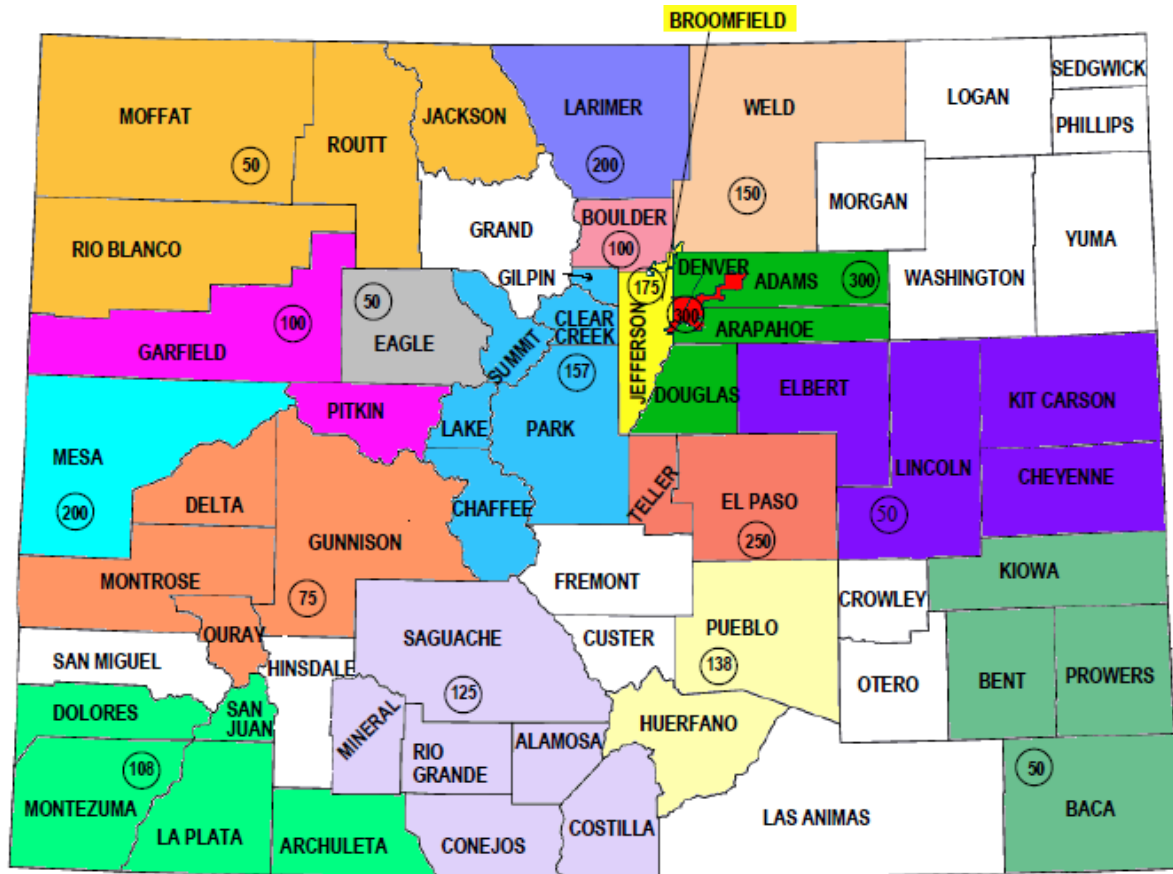 BROOMFIELD
MOFFAT
50
ROUTT
JACKSON
LARIMER
200
WELD
150
LOGAN
SEDGWICK
PHILLIPS
MORGAN
RIO BLANCO
GRAND
BOULDER
100
WASHINGTON
YUMA
GILPIN
DENVER
ADAMS
300
175
300
GARFIELD
100
50
EAGLE
SUMMIT
CLEAR
CREEK
157
JEFFERSON
ARAPAHOE
DOUGLAS
ELBERT
KIT CARSON
PITKIN
LAKE
PARK
MESA
200
DELTA
GUNNISON
75
CHAFFEE
TELLER
EL PASO
250
LINCOLN
50
CHEYENNE
MONTROSE
FREMONT
KIOWA
CROWLEY
OURAY
SAGUACHE
125
CUSTER
PUEBLO
138
SAN MIGUEL
HINSDALE
OTERO
BENT
PROWERS
DOLORES
SAN
JUAN
MINERAL
RIO
GRANDE
ALAMOSA
HUERFANO
108
MONTEZUMA
LA PLATA
ARCHULETA
CONEJOS
COSTILLA
LAS ANIMAS
50
BACA